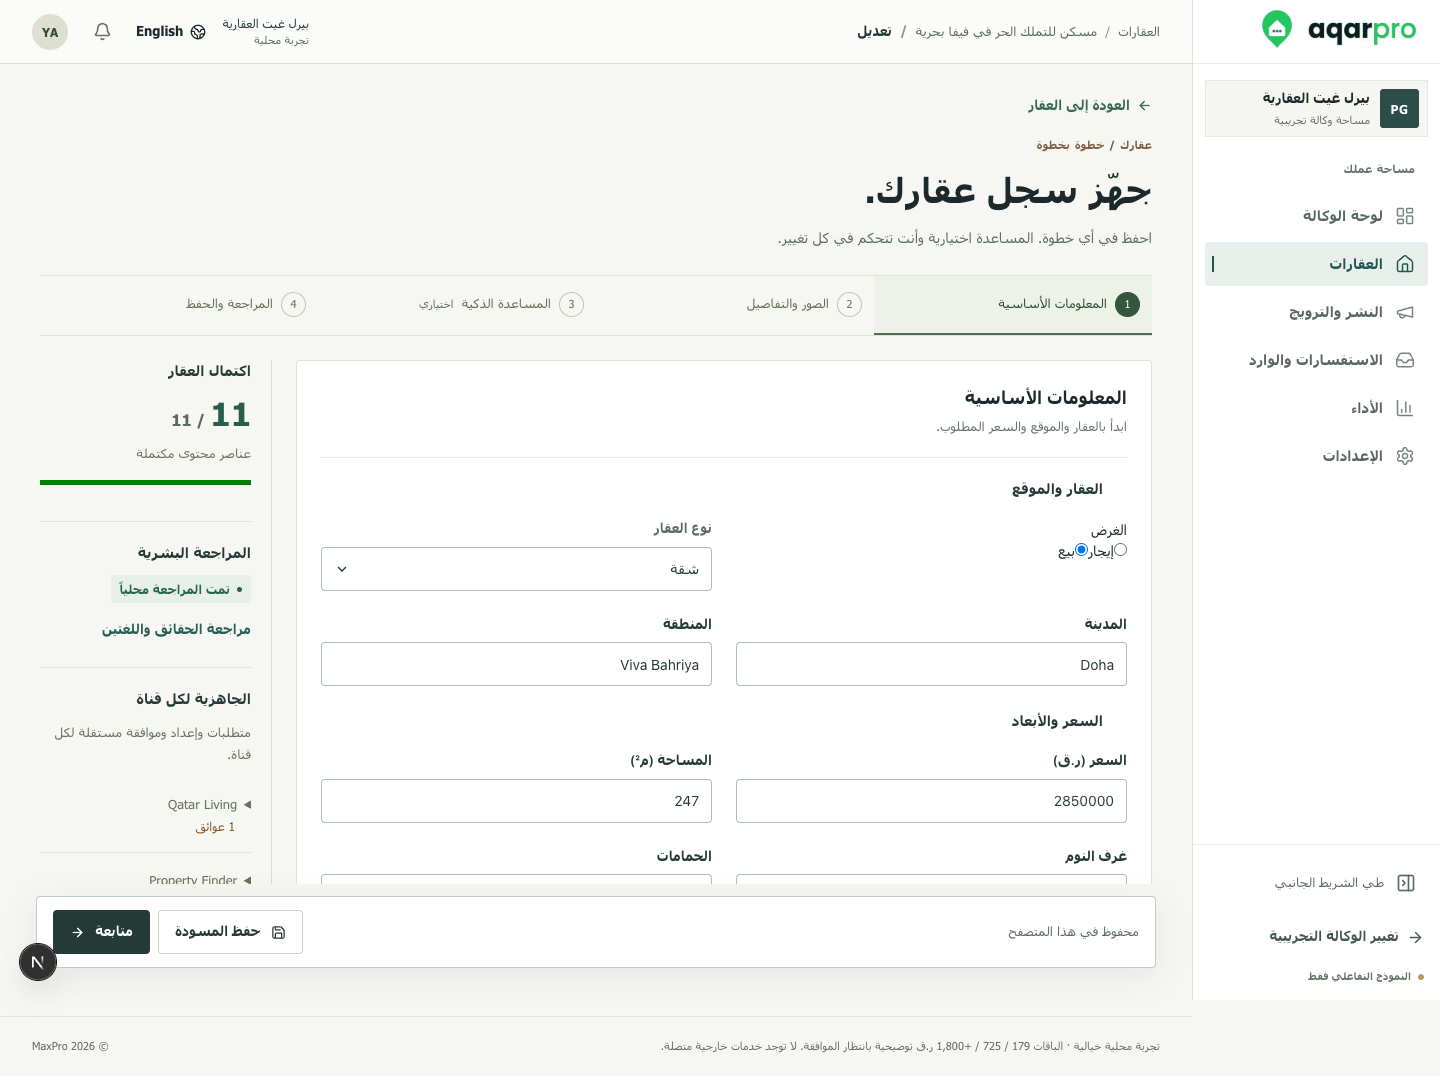 aqarpro
العقارات / مسكن للتملك الحر في فيفا بحرية / تعديل
بيرل غيت العقارية
تجربة محلية
English
YA
PG
بيرل غيت العقارية
مساحة وكالة تجريبية
مساحة عملك
لوحة الوكالة
العقارات
النشر والترويج
الاستفسارات والوارد
الأداء
الإعدادات
طي الشريط الجانبي
تغيير الوكالة التجريبية
النموذج التفاعلي فقط
العودة إلى العقار
عقارك / خطوة بخطوة
جهّز سجل عقارك.
احفظ في أي خطوة. المساعدة اختيارية وأنت تتحكم في كل تغيير.
1 المعلومات الأساسية
2 الصور والتفاصيل
3 المساعدة الذكية اختياري
4 المراجعة والحفظ
المعلومات الأساسية
ابدأ بالعقار والموقع والسعر المطلوب.
العقار والموقع
الغرض
إيجار بيع
نوع العقار
شقة
المدينة
Doha
المنطقة
Viva Bahriya
السعر والأبعاد
السعر (ر.ق)
2850000
المساحة (م²)
247
غرف النوم
الحمامات
اكتمال العقار
11 / 11
عناصر محتوى مكتملة
المراجعة البشرية
تمت المراجعة محلياً
مراجعة الحقائق واللغتين
الجاهزية لكل قناة
متطلبات وإعداد وموافقة مستقلة لكل
قناة.
Qatar Living
1 عوائق
Property Finder
محفوظ في هذا المتصفح
حفظ المسودة
متابعة
N
تجربة محلية خيالية · الباقات 179 / 725 / +1,800 ر.ق توضيحية بانتظار الموافقة. لا توجد خدمات خارجية متصلة.
© 2026 MaxPro